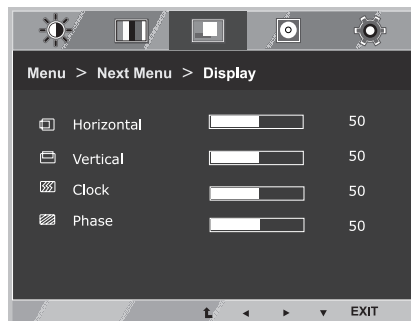 Menu > Next Menu > Display
Horizontal 50
Vertical 50
Clock 50
Phase 50
EXIT